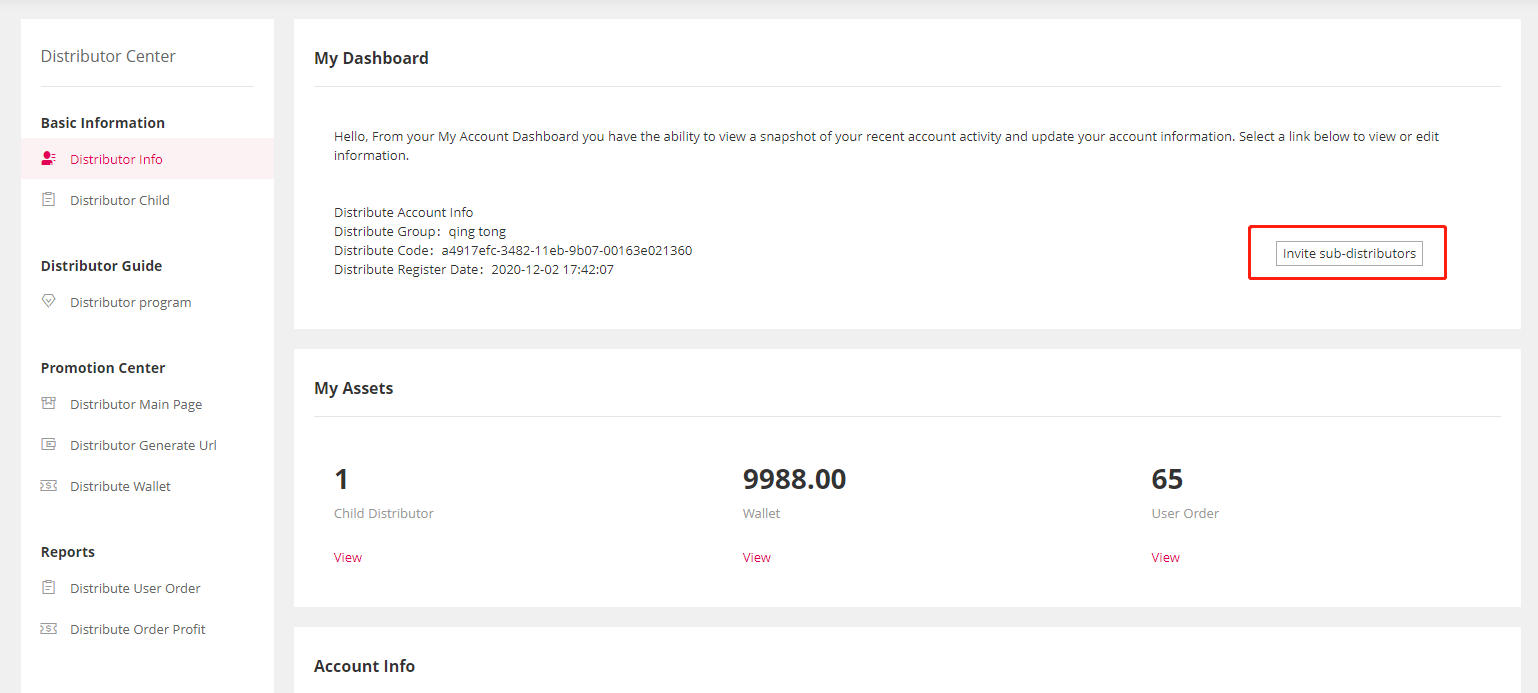 Distributor Center
Basic Information
Distributor Info
Distributor Child
Distributor Guide
Distributor program
Promotion Center
Distributor Main Page
Distributor Generate Url
Distribute Wallet
Reports
Distribute User Order
Distribute Order Profit
My Dashboard
Hello, From your My Account Dashboard you have the ability to view a snapshot of your recent account activity and update your account information. Select a link below to view or edit
information.
Distribute Account Info
Distribute Group：qing tong
Distribute Code：a4917efc-3482-11eb-9b07-00163e021360
Distribute Register Date：2020-12-02 17:42:07
Invite sub-distributors
My Assets
1
Child Distributor
View
9988.00
Wallet
View
65
User Order
View
Account Info